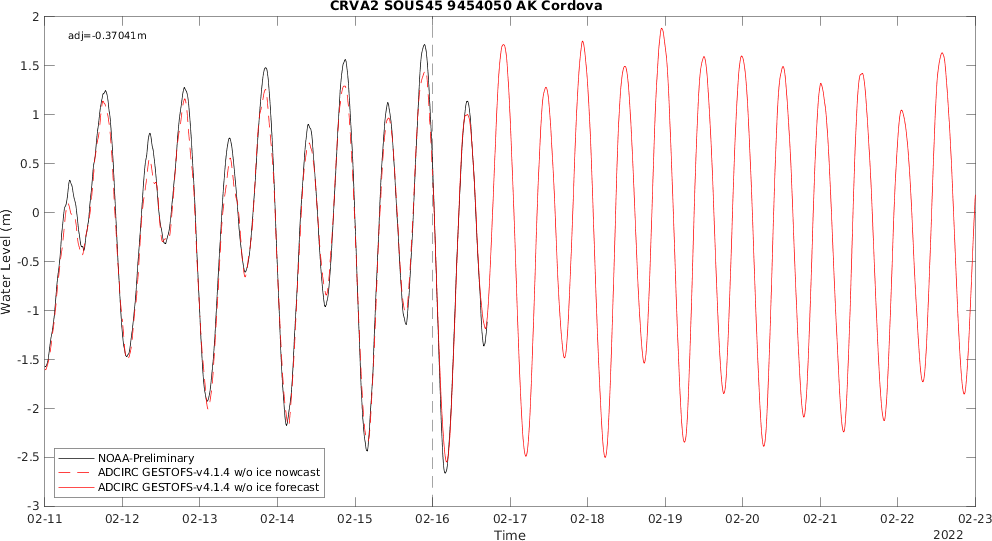 CRVA2 SOUS45 9454050 AK Cordova
adj=-0.37041m
2
1.5
1
0.5
0
-0.5
-1
-1.5
-2
-2.5
-3
Water Level (m)
NOAA-Preliminary
ADCIRC GESTOFS-v4.1.4 w/o ice nowcast
ADCIRC GESTOFS-v4.1.4 w/o ice forecast
02-11 02-12 02-13 02-14 02-15 02-16 02-17 02-18 02-19 02-20 02-21 02-22 02-23
Time
2022